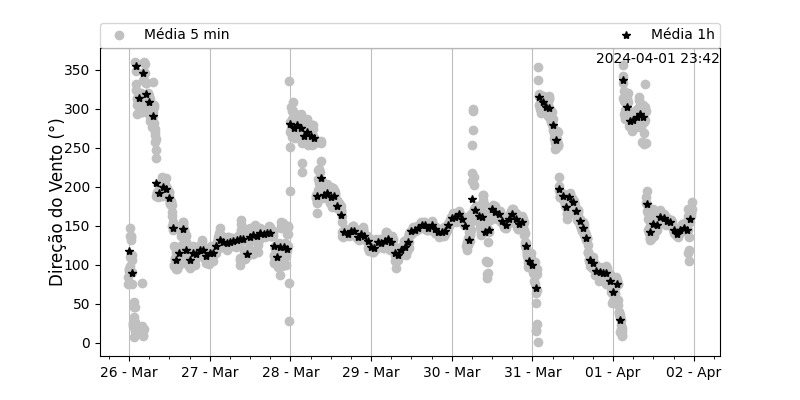 Média 5 min
Média 1h
2024-04-01 23:42
Direção do Vento (°)
350
300
250
200
150
100
50
0
26 - Mar
27 - Mar
28 - Mar
29 - Mar
30 - Mar
31 - Mar
01 - Apr
02 - Apr